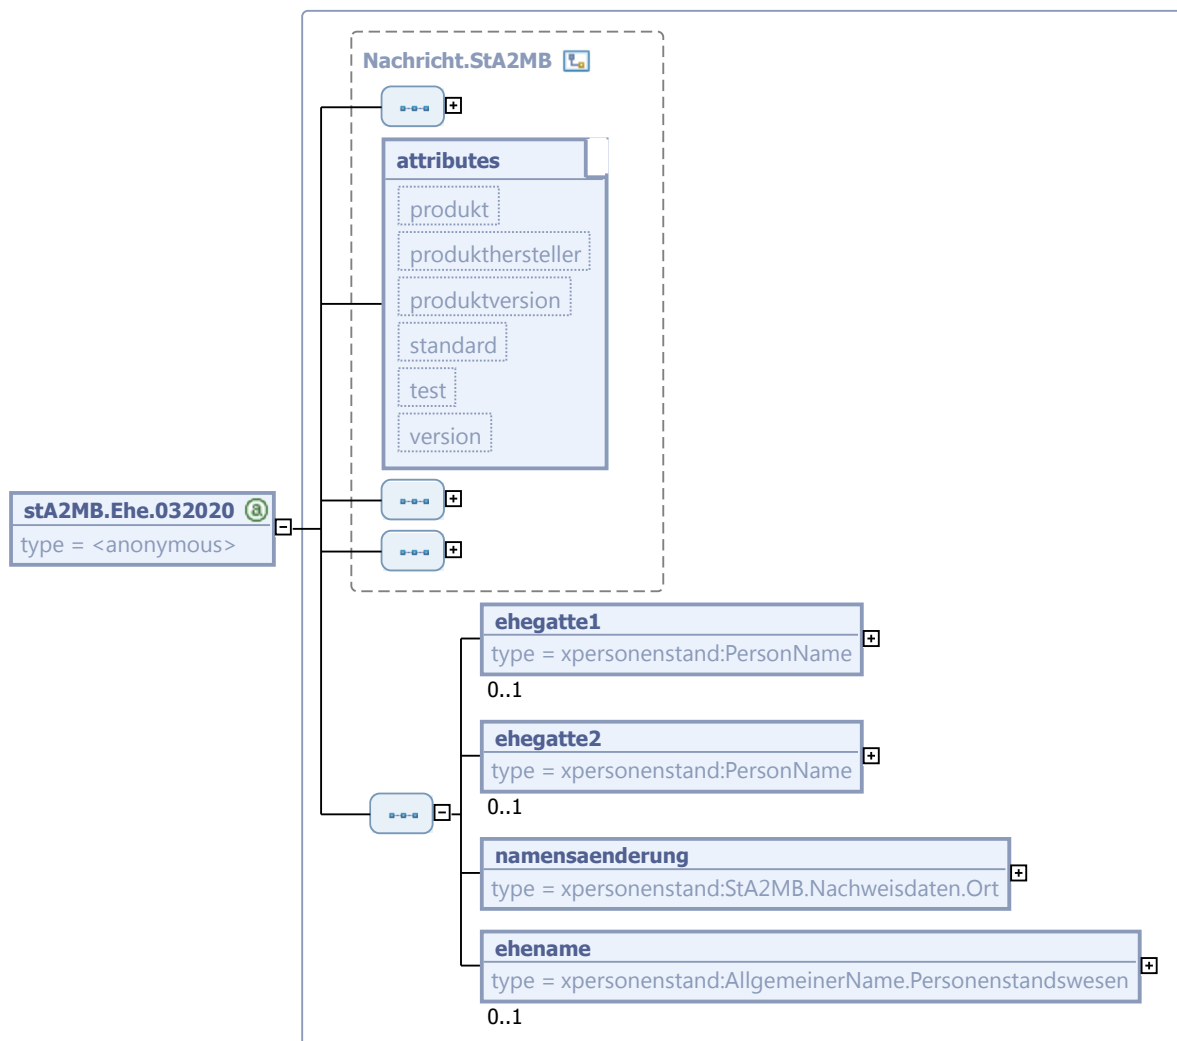 Nachricht.StA2MB
attributes
produkt
produkthersteller
produktversion
standard
test
version
stA2MB.Ehe.032020 a
type = <anonymous>
ehegatte1
type = xpersonenstand:PersonName
0..1
ehegatte2
type = xpersonenstand:PersonName
0..1
namensaenderung
type = xpersonenstand:StA2MB.Nachweisdaten.Ort
ehename
type = xpersonenstand:AllgemeinerName.Personenstandswesen
0..1